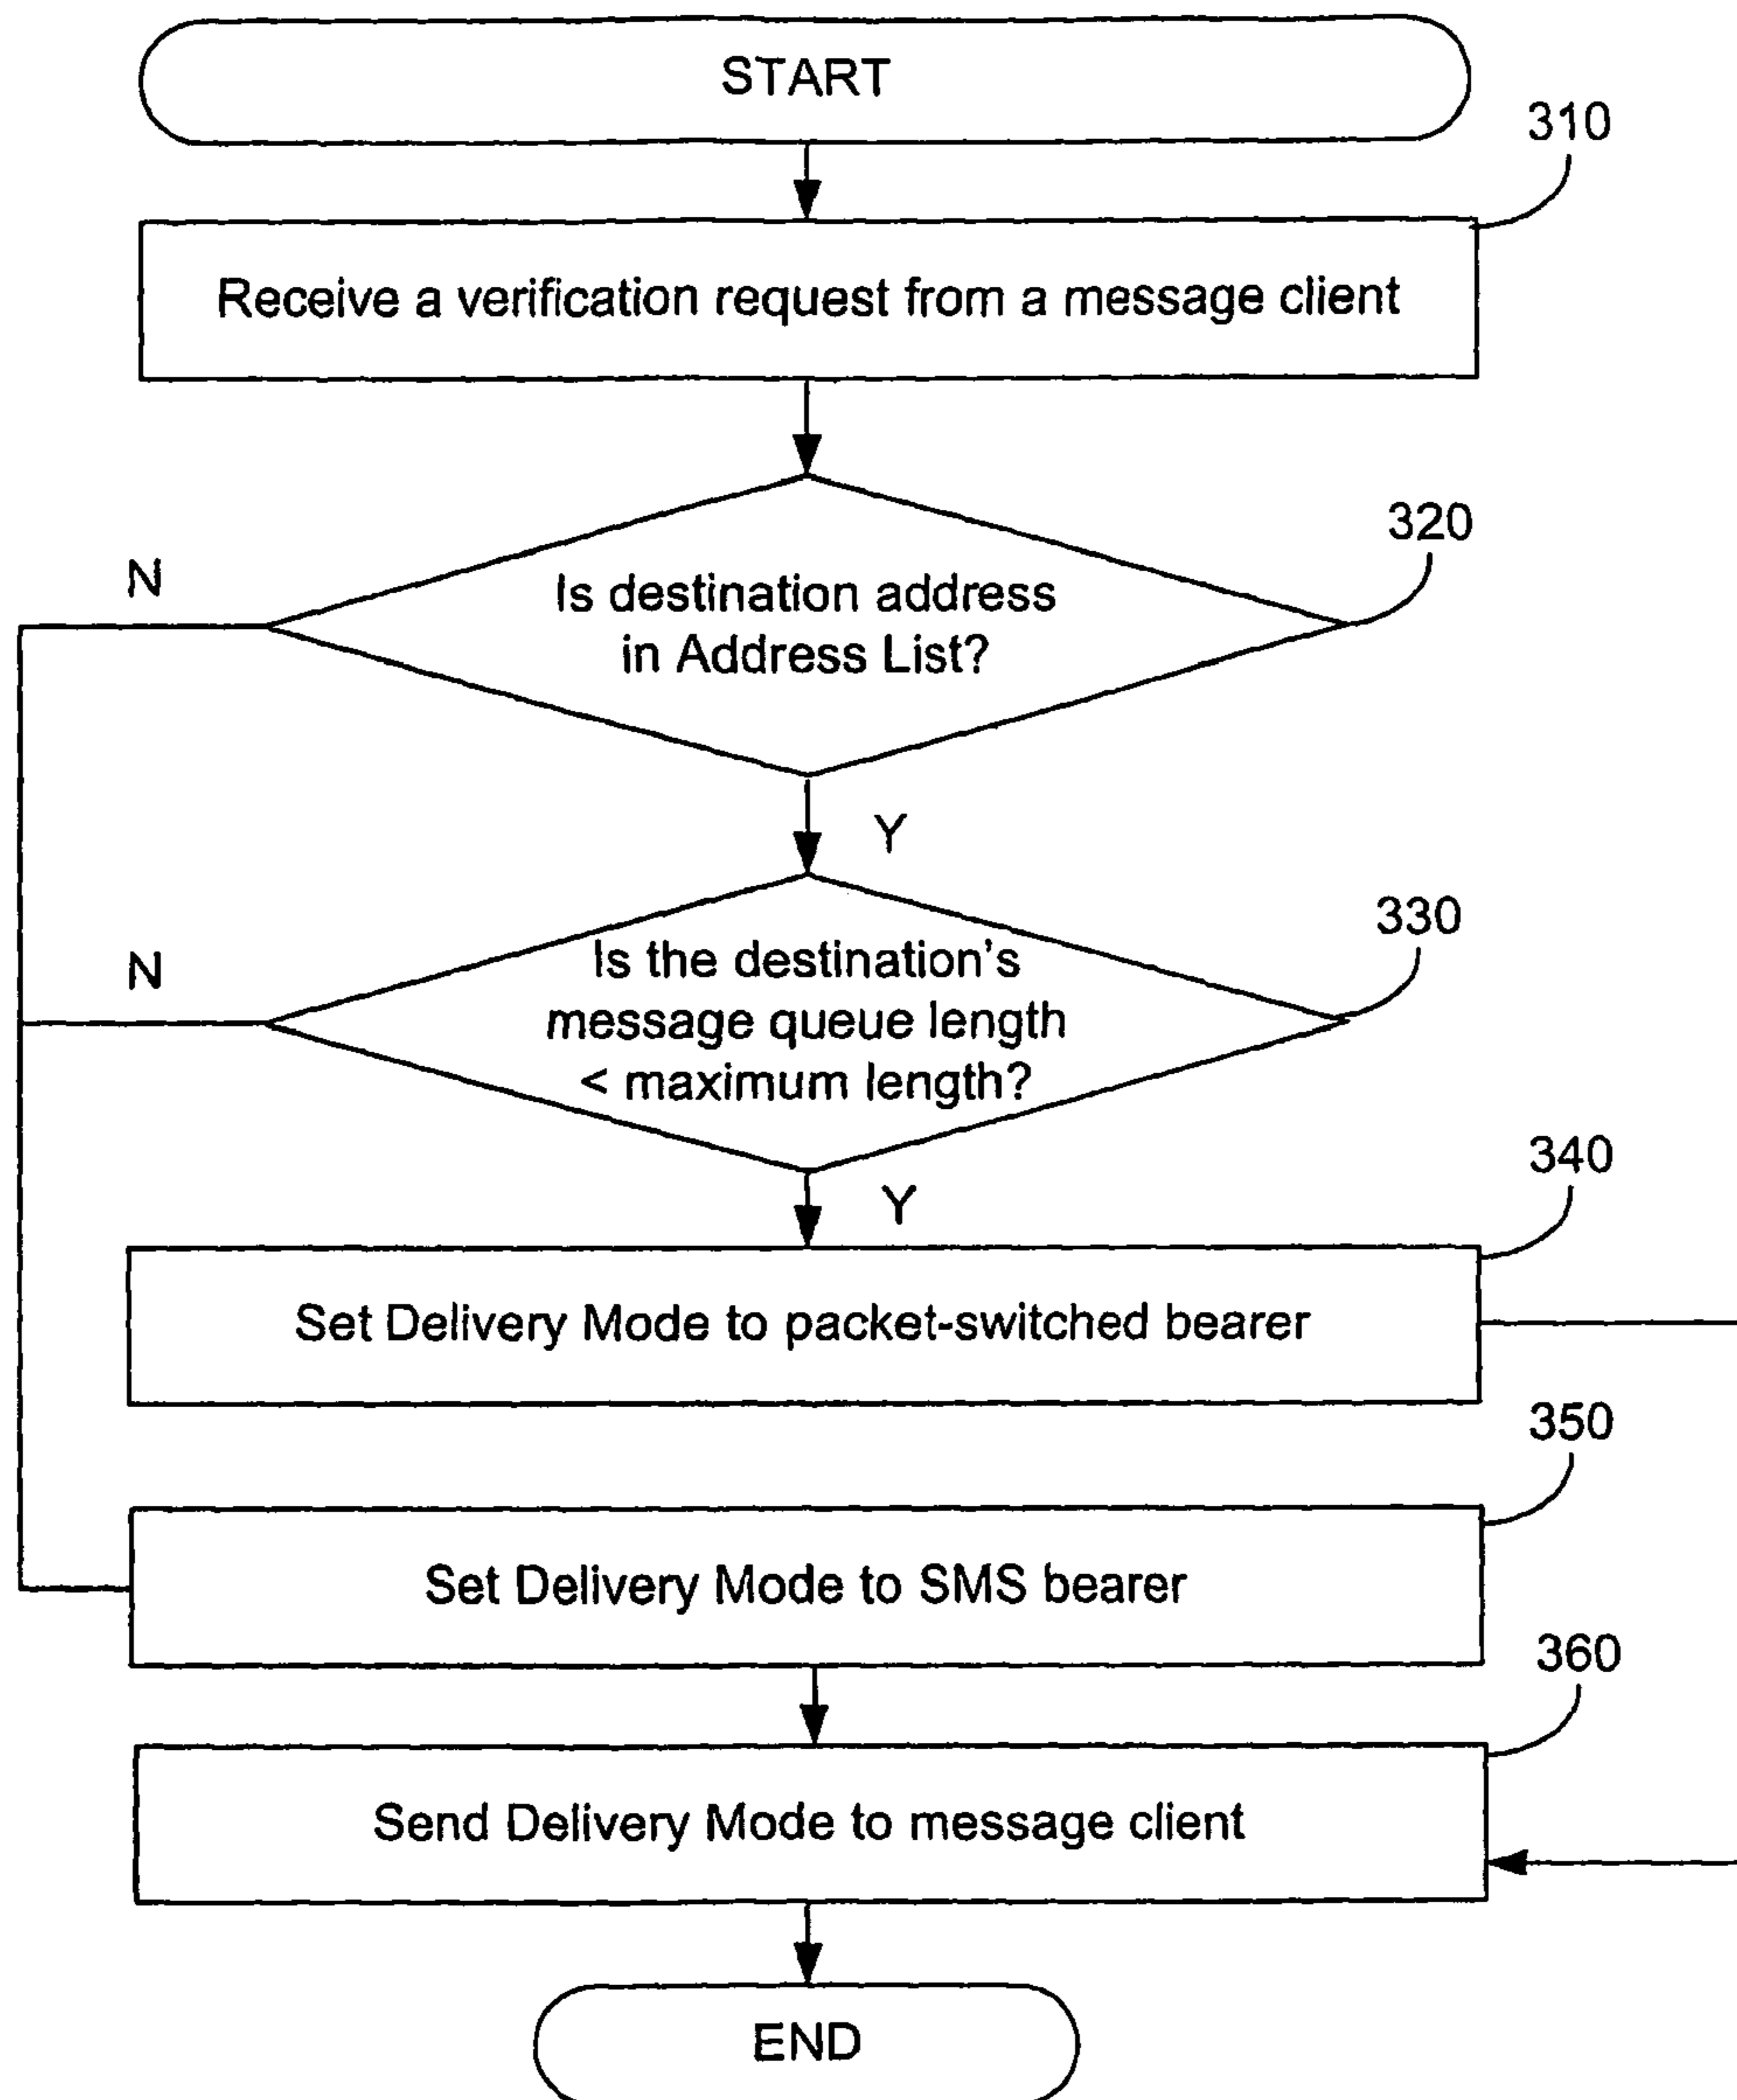 START
310
Receive a verification request from a message client
320
N
Is destination address
in Address List?
Y
330
N
Is the destination's
message queue length
< maximum length?
Y
340
Set Delivery Mode to packet-switched bearer
350
Set Delivery Mode to SMS bearer
360
Send Delivery Mode to message client
END